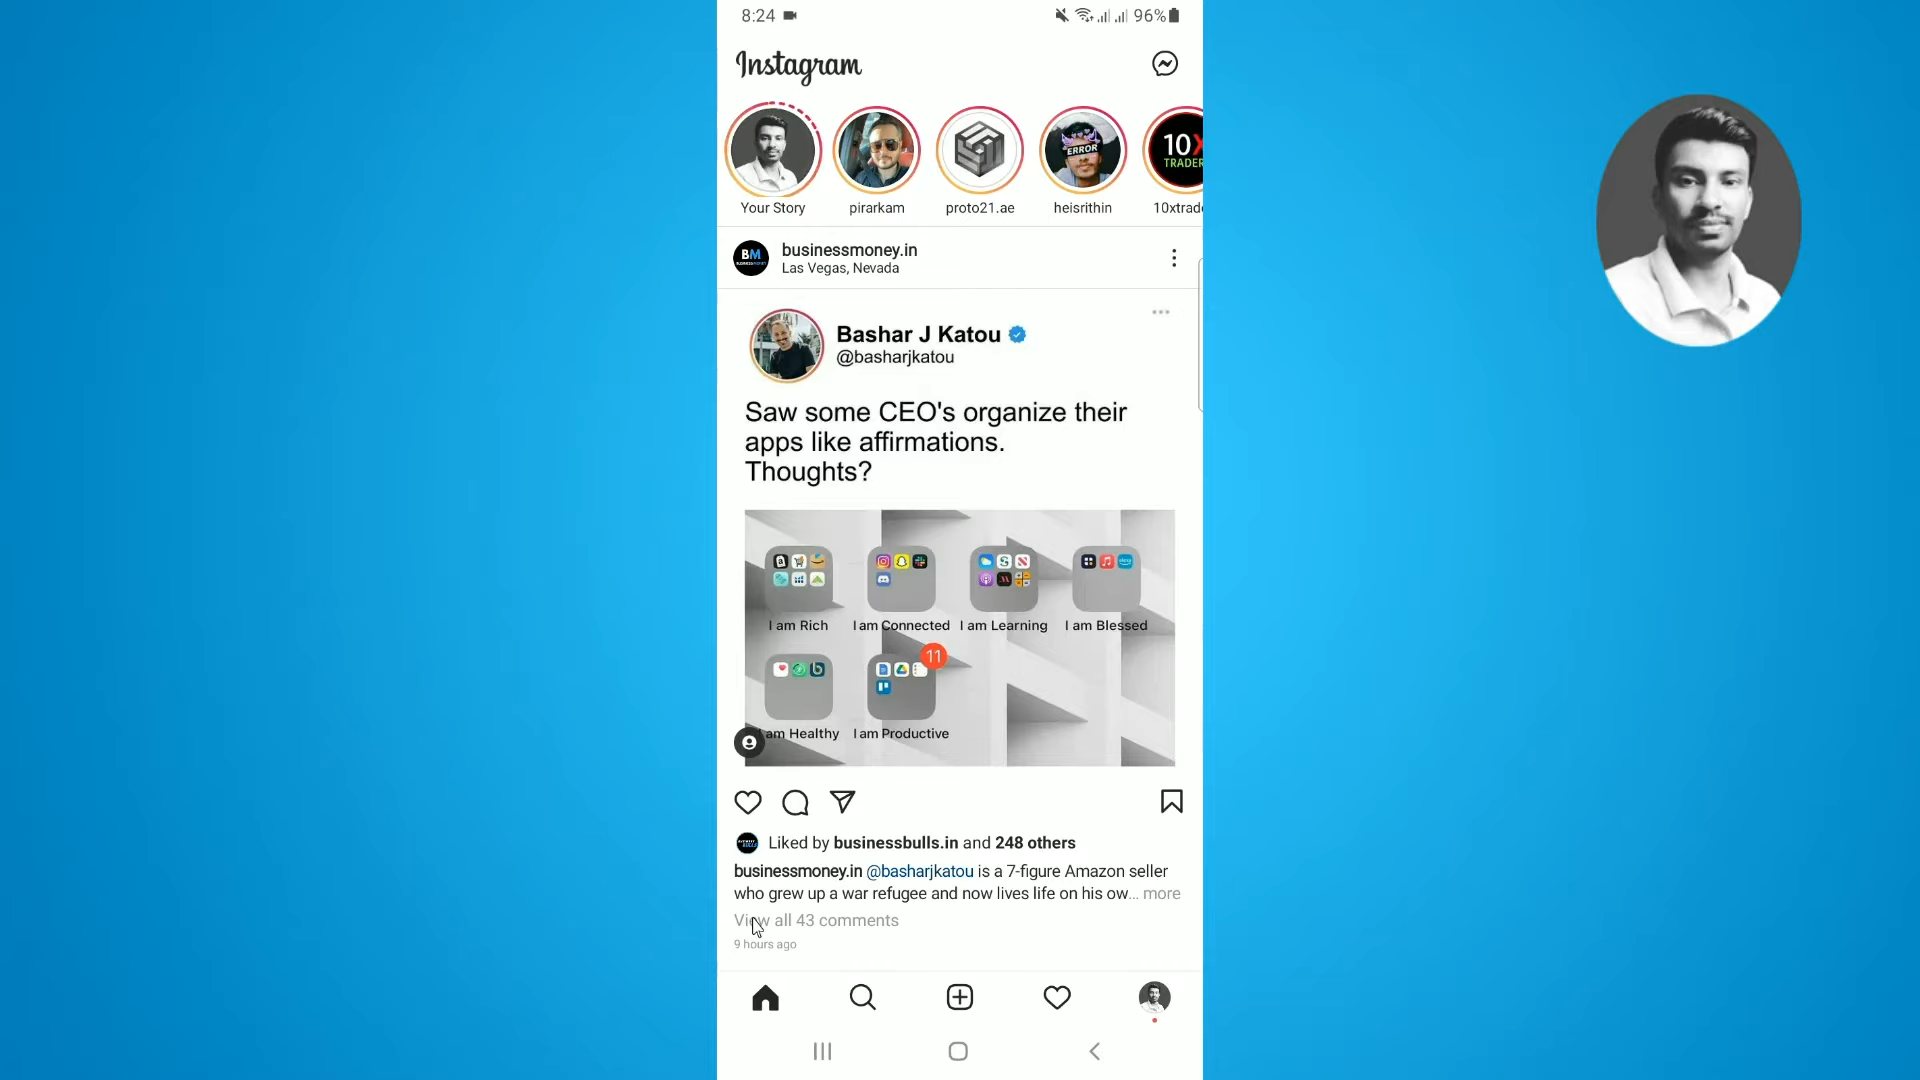 8:24
96%
Instagram
10X
TRADER
ERROR
Your Story
pirarkam
proto21.ae
heisrithin
10xtrad
BM
businessmoney.in
Las Vegas, Nevada
Bashar J Katou
@basharjkatou
Saw some CEO's organize their
apps like affirmations.
Thoughts?
I am Rich
I am Connected
I am Learning
I am Blessed
11
am Healthy
I am Productive
Liked by businessbulls.in and 248 others
businessmoney.in @basharjkatou is a 7-figure Amazon seller
who grew up a war refugee and now lives life on his ow... more
View all 43 comments
9 hours ago